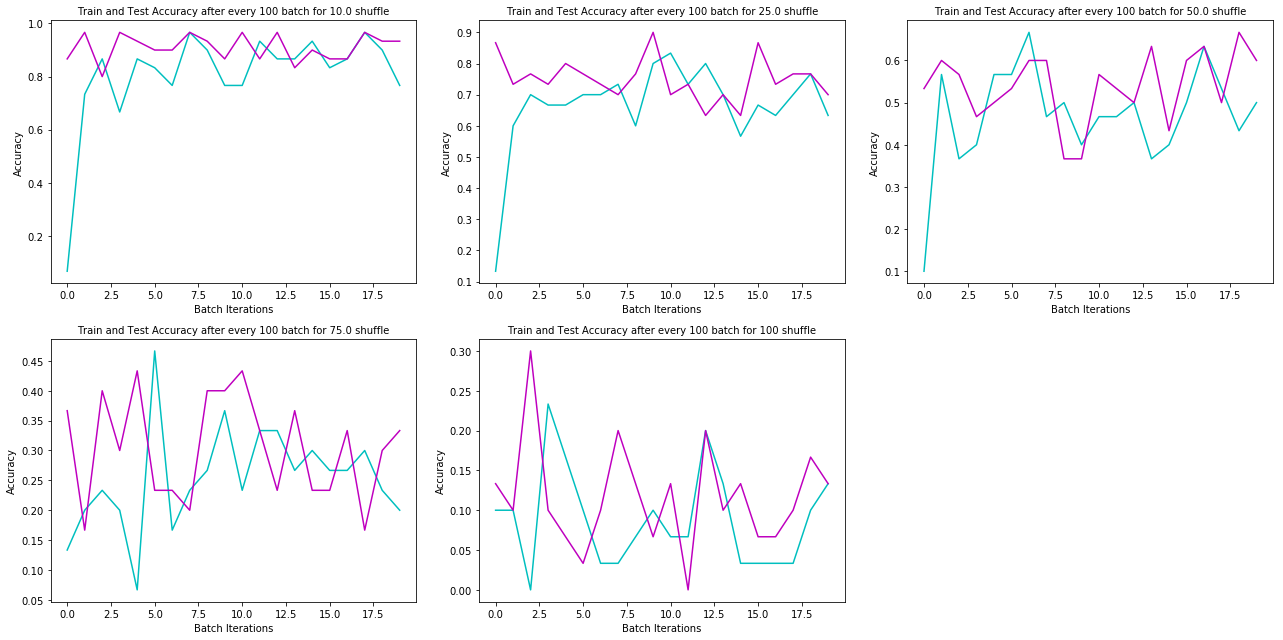 Train and Test Accuracy after every 100 batch for 10.0 shuffle
1.0
0.8
0.6
0.4
0.2
Accuracy
0.0 2.5 5.0 7.5 10.0 12.5 15.0 17.5
Batch Iterations
Train and Test Accuracy after every 100 batch for 25.0 shuffle
0.9
0.8
0.7
0.6
0.5
0.4
0.3
0.2
0.1
Accuracy
0.0 2.5 5.0 7.5 10.0 12.5 15.0 17.5
Batch Iterations
Train and Test Accuracy after every 100 batch for 50.0 shuffle
0.6
0.5
0.4
0.3
0.2
0.1
Accuracy
0.0 2.5 5.0 7.5 10.0 12.5 15.0 17.5
Batch Iterations
Train and Test Accuracy after every 100 batch for 75.0 shuffle
0.45
0.40
0.35
0.30
0.25
0.20
0.15
0.10
0.05
Accuracy
0.0 2.5 5.0 7.5 10.0 12.5 15.0 17.5
Batch Iterations
Train and Test Accuracy after every 100 batch for 100 shuffle
0.30
0.25
0.20
0.15
0.10
0.05
0.00
Accuracy
0.0 2.5 5.0 7.5 10.0 12.5 15.0 17.5
Batch Iterations